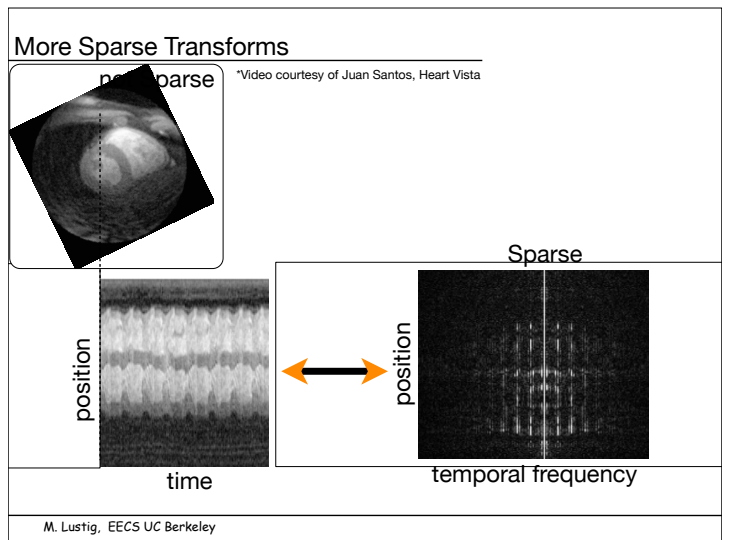 More Sparse Transforms
parse
*Video courtesy of Juan Santos, Heart Vista
Sparse
position
position
time
temporal frequency
M. Lustig, EECS UC Berkeley